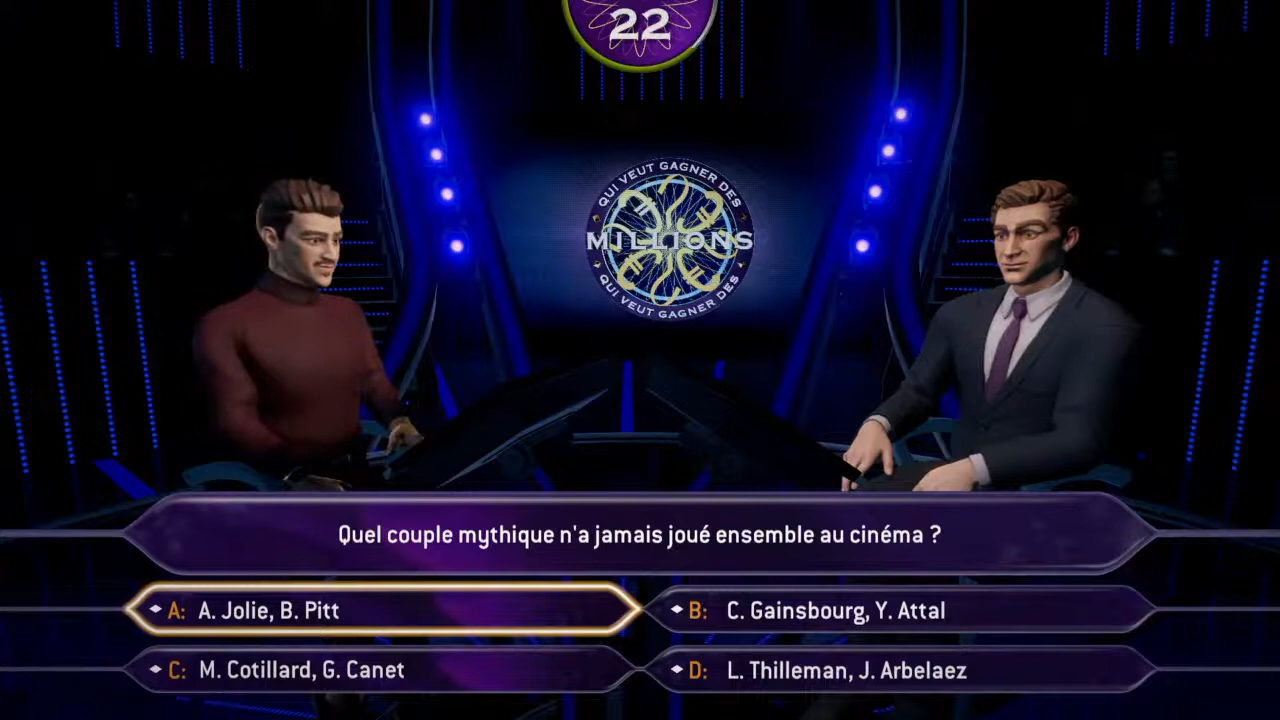 22
QUI VEUT GAGNER DES
MILLIONS
QUI VEUT GAGNER DES
Quel couple mythique n'a jamais joué ensemble au cinéma ?
A: A. Jolie, B. Pitt
B: C. Gainsbourg, Y. Attal
C: M. Cotillard, G. Canet
D: L. Thilleman, J. Arbelaez